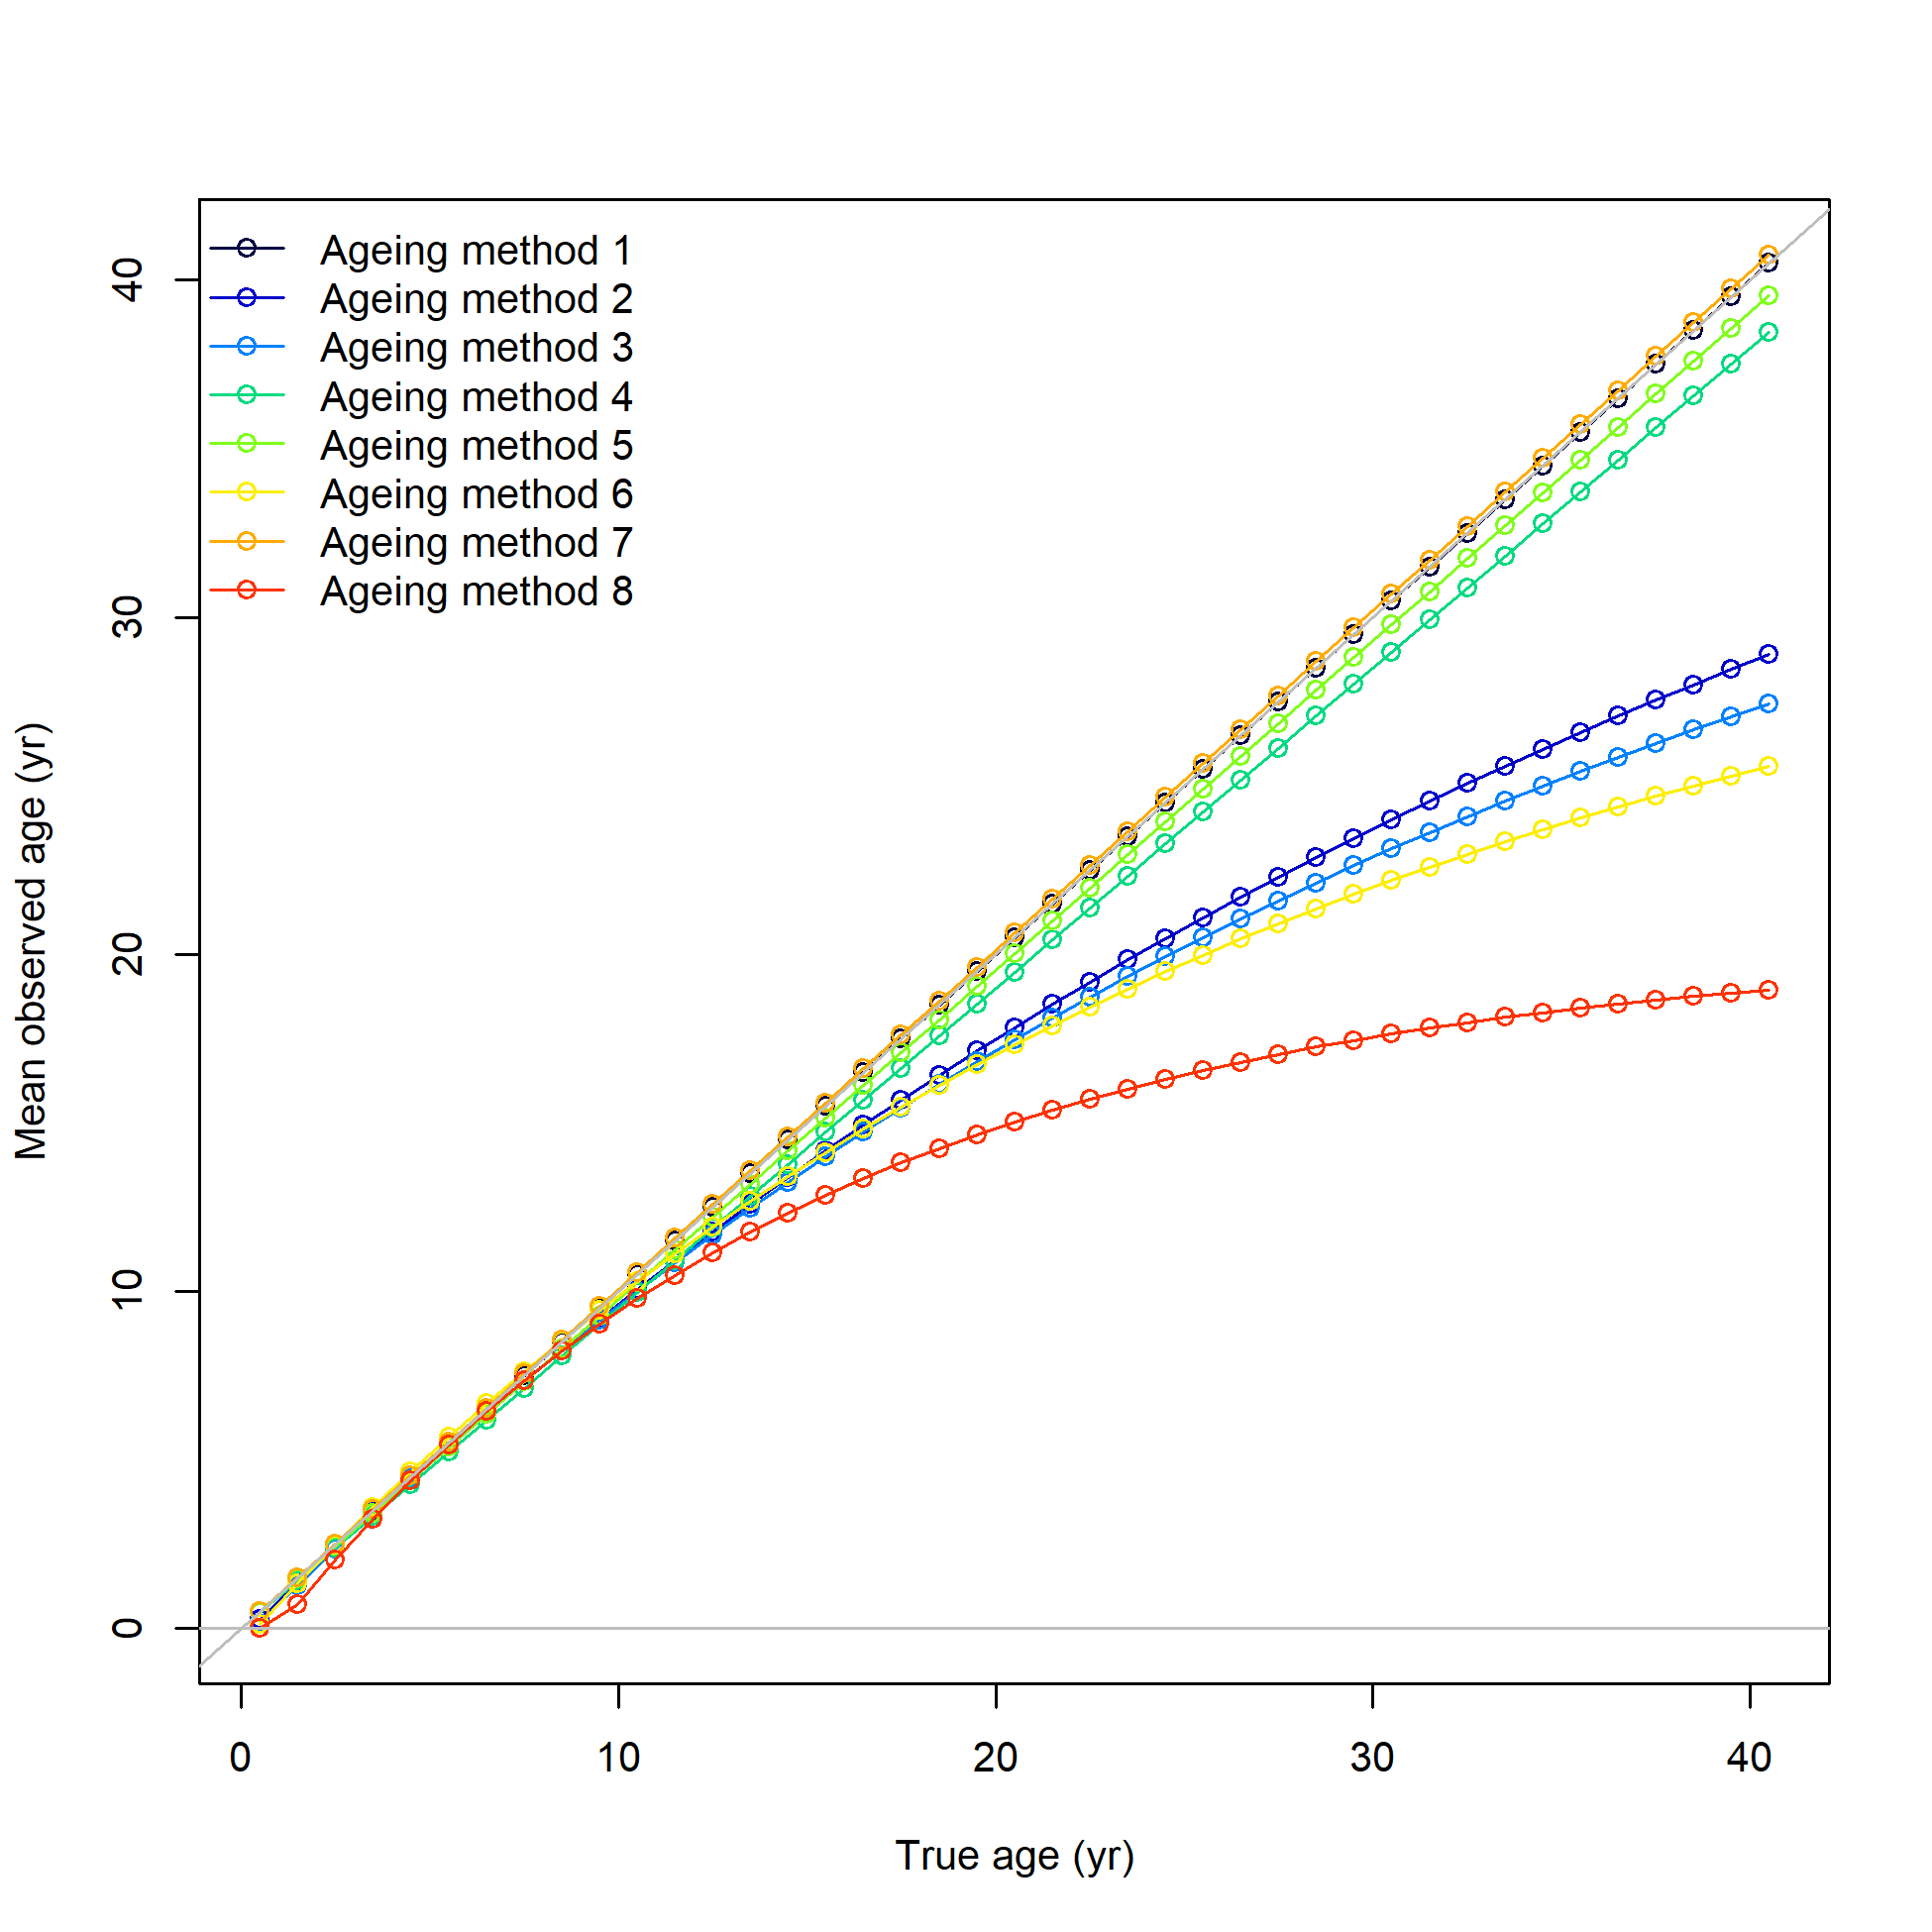 Ageing method 1
Ageing method 2
Ageing method 3
Ageing method 4
Ageing method 5
Ageing method 6
Ageing method 7
Ageing method 8
Mean observed age (yr)
40
30
20
10
0
0 10 20 30 40
True age (yr)